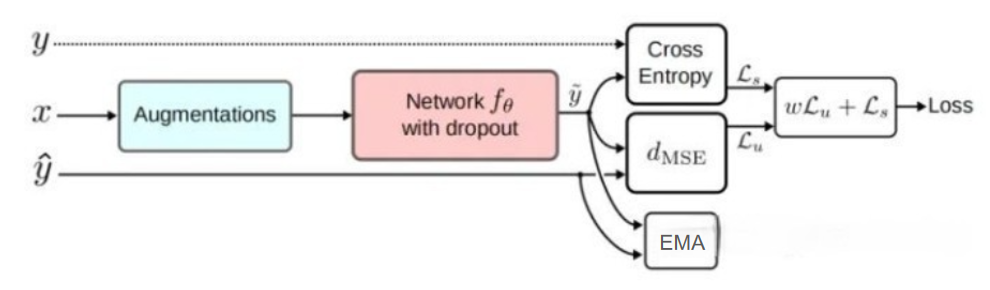 y
x
ŷ
Augmentations
Network f_θ
with dropout
ỹ
Cross
Entropy
d_MSE
EMA
ℒ_s
ℒ_u
wℒ_u + ℒ_s
Loss